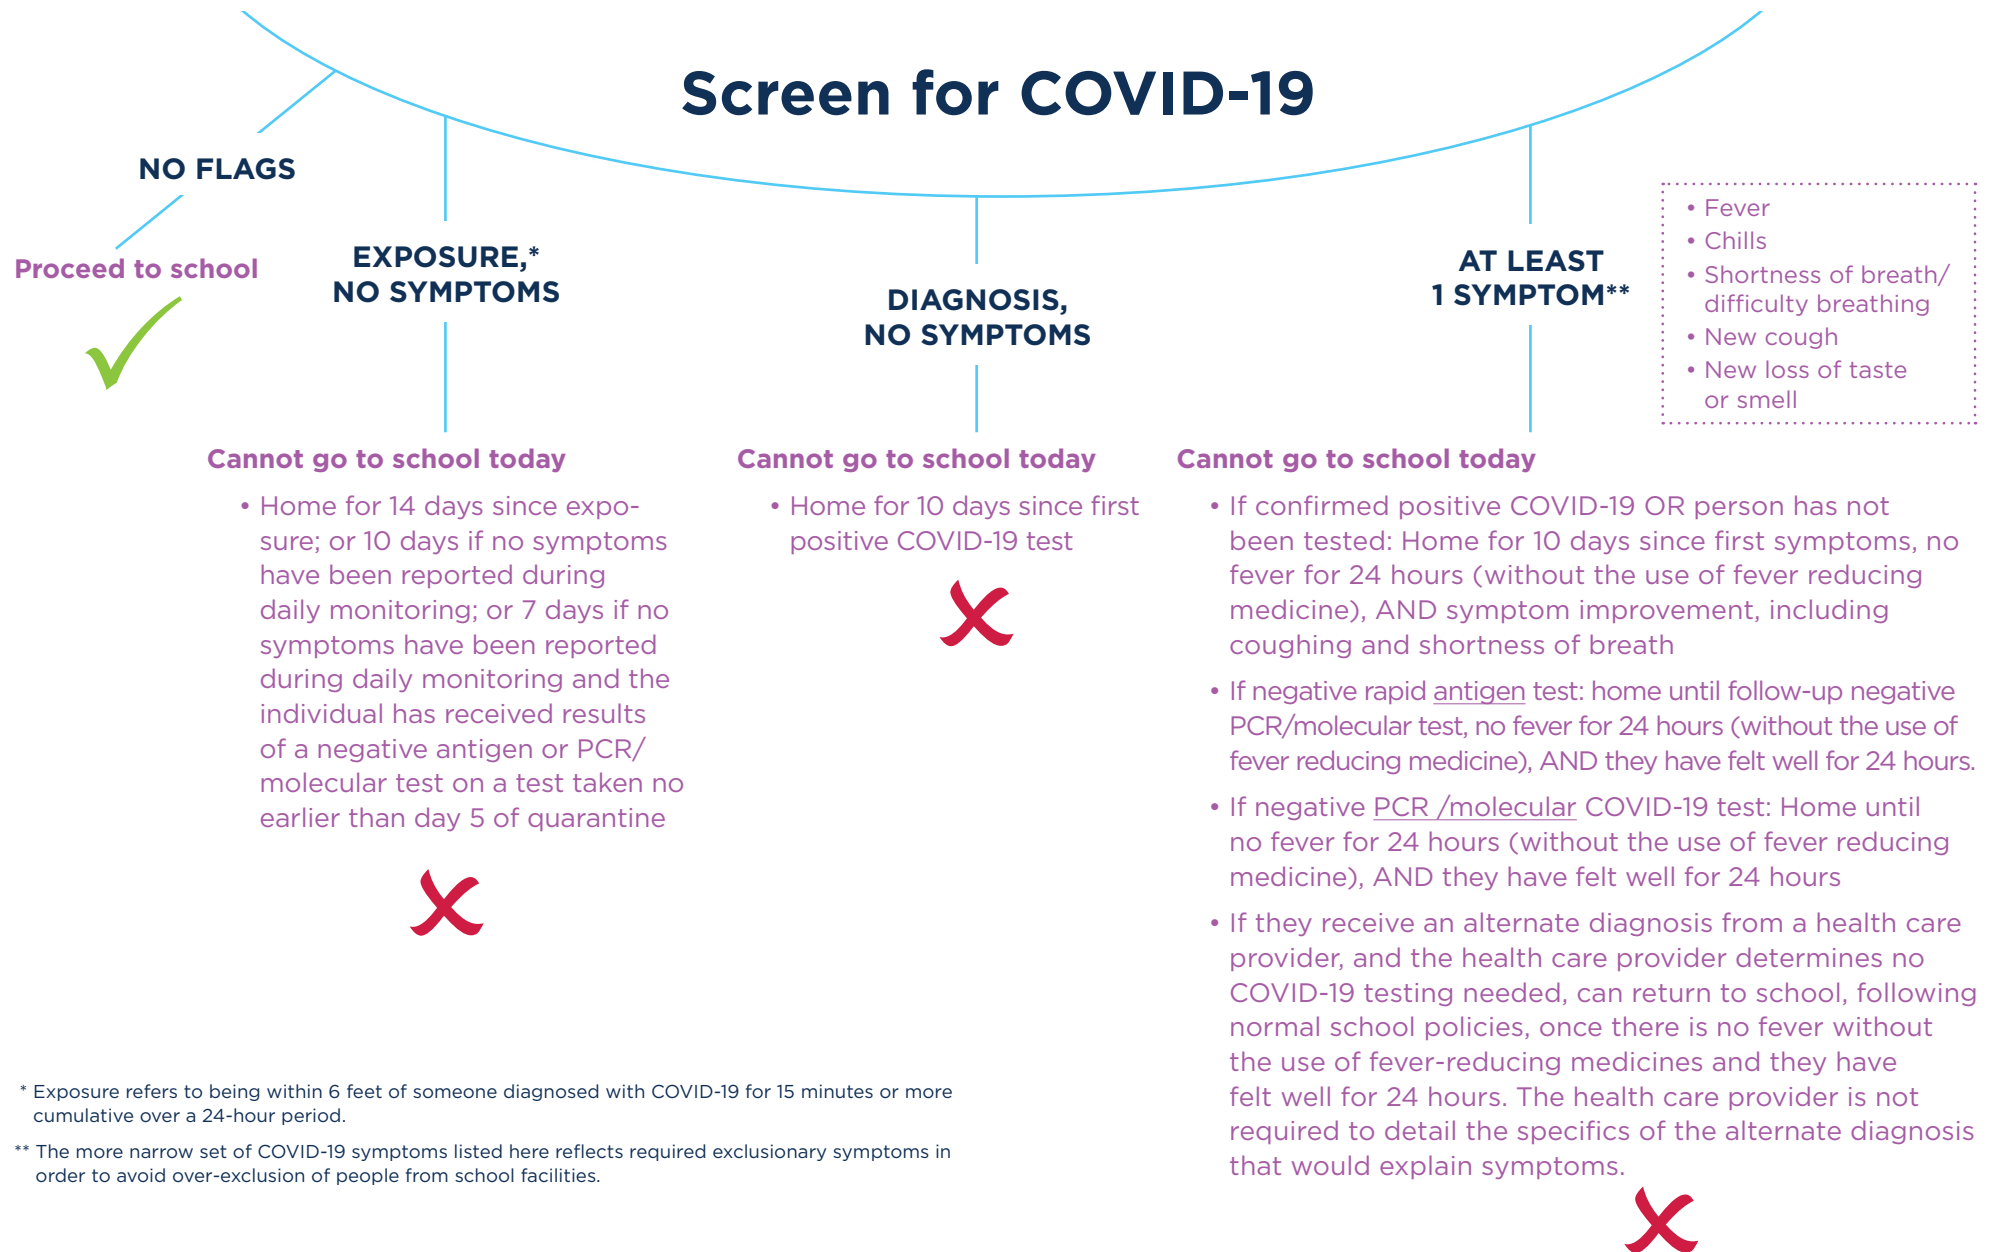 Screen for COVID-19
NO FLAGS
Proceed to school
EXPOSURE,*
NO SYMPTOMS
Cannot go to school today
• Home for 14 days since expo-
sure; or 10 days if no symptoms
have been reported during
daily monitoring; or 7 days if no
symptoms have been reported
during daily monitoring and the
individual has received results
of a negative antigen or PCR/
molecular test on a test taken no
earlier than day 5 of quarantine
DIAGNOSIS,
NO SYMPTOMS
Cannot go to school today
• Home for 10 days since first
positive COVID-19 test
AT LEAST
1 SYMPTOM**
• Fever
• Chills
• Shortness of breath/
difficulty breathing
• New cough
• New loss of taste
or smell
Cannot go to school today
• If confirmed positive COVID-19 OR person has not
been tested: Home for 10 days since first symptoms, no
fever for 24 hours (without the use of fever reducing
medicine), AND symptom improvement, including
coughing and shortness of breath
• If negative rapid antigen test: home until follow-up negative
PCR/molecular test, no fever for 24 hours (without the use of
fever reducing medicine), AND they have felt well for 24 hours.
• If negative PCR /molecular COVID-19 test: Home until
no fever for 24 hours (without the use of fever reducing
medicine), AND they have felt well for 24 hours
• If they receive an alternate diagnosis from a health care
provider, and the health care provider determines no
COVID-19 testing needed, can return to school, following
normal school policies, once there is no fever without
the use of fever-reducing medicines and they have
felt well for 24 hours. The health care provider is not
required to detail the specifics of the alternate diagnosis
that would explain symptoms.
* Exposure refers to being within 6 feet of someone diagnosed with COVID-19 for 15 minutes or more
cumulative over a 24-hour period.
** The more narrow set of COVID-19 symptoms listed here reflects required exclusionary symptoms in
order to avoid over-exclusion of people from school facilities.